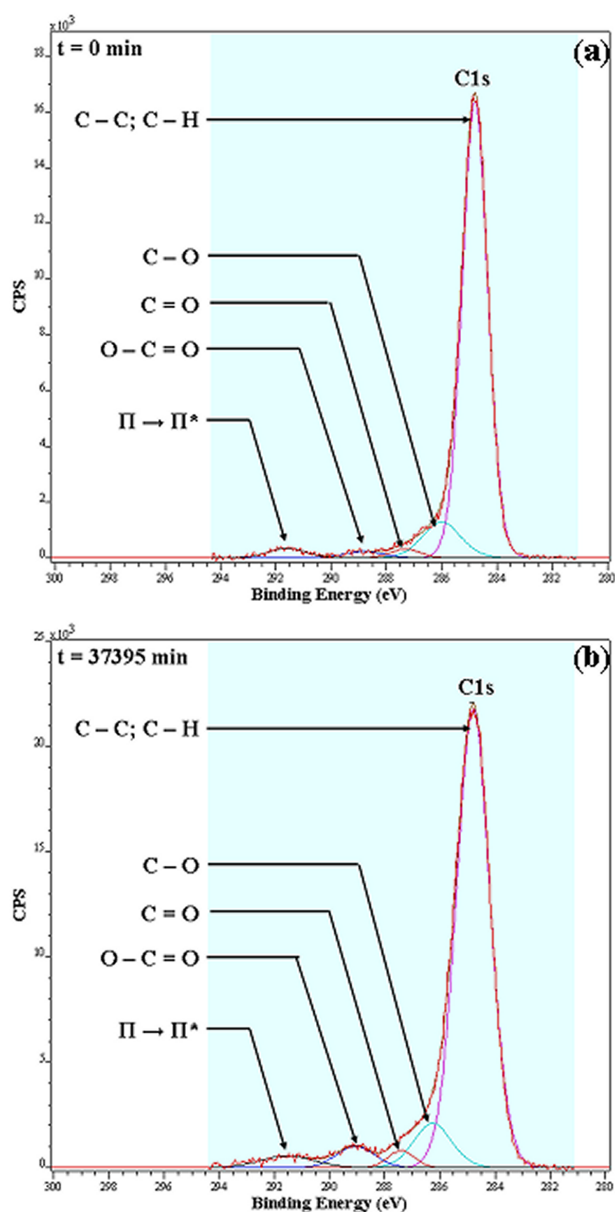 x10³
t = 0 min
(a)
C1s
C – C; C – H
C – O
C = O
O – C = O
Π → Π*
18
16
14
12
10
8
6
4
2
0
CPS
300 298 296 294 292 290 288 286 284 282 280
Binding Energy (eV)
x10³
t = 37395 min
(b)
C1s
C – C; C – H
C – O
C = O
O – C = O
Π → Π*
25
20
15
10
5
0
CPS
300 298 296 294 292 290 288 286 284 282 280
Binding Energy (eV)